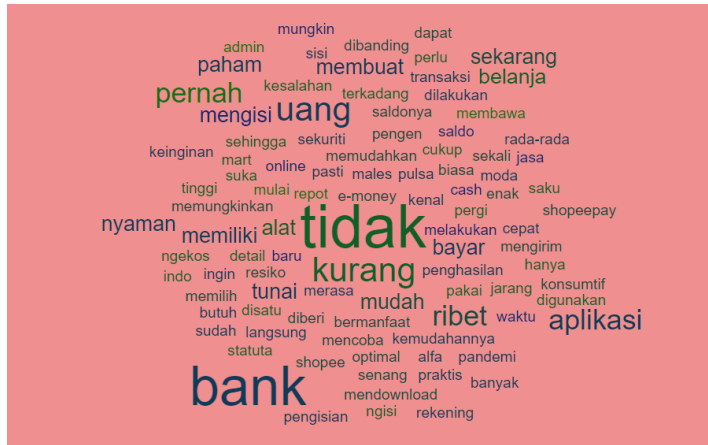 mungkin dapat
admin sisi dibanding perlu sekarang
paham membuat transaksi belanja
pernah kesalahan terkadang dilakukan
mengisi uang saldonya membawa
sehingga sekuriti pengen saldo rada-rada
keinginan mart online memudahkan cukup sekali jasa
suka pasti males pulsa biasa moda
tinggi mulai repot e-money kenal cash enak saku
memungkinkan pergi shopeepay
nyaman memiliki alat tidak melakukan cepat
bayar mengirim
ngekos detail baru kurang penghasilan hanya
indo ingin resiko konsumtif
memilih tunai merasa mudah pakai jarang digunakan
butuh disatu diberi bermanfaat ribet waktu aplikasi
sudah langsung mencoba kemudahannya
statuta shopee optimal alfa pandemi
bank senang praktis banyak
mendownload
pengisian ngisi rekening